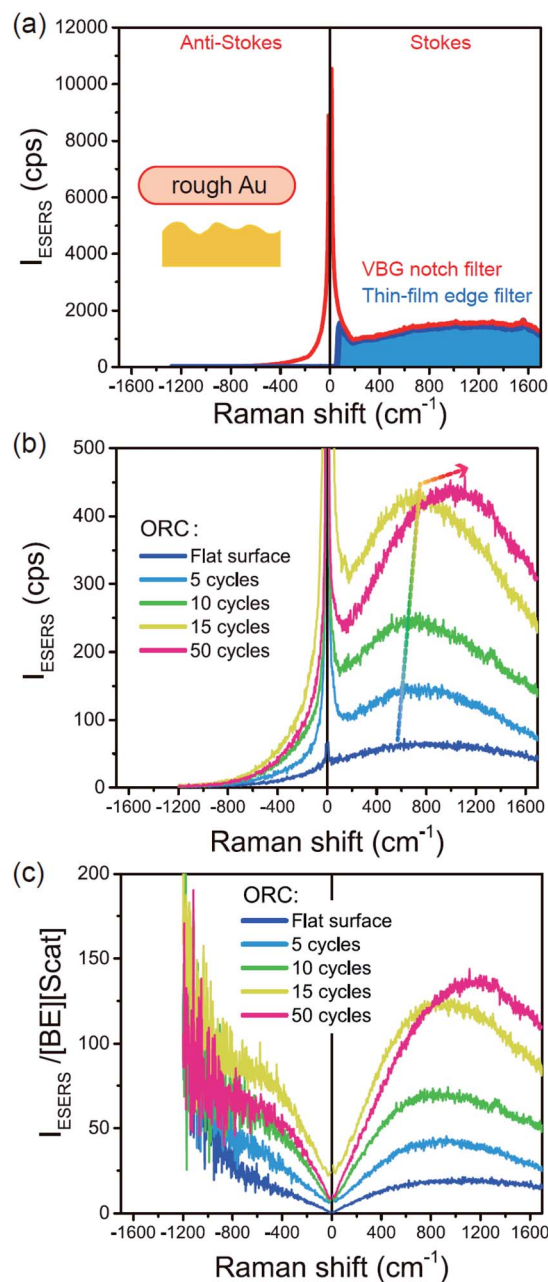 (a)
12000
10000
8000
6000
4000
2000
0
I_ESERS (cps)
Anti-Stokes
Stokes
rough Au
VBG notch filter
Thin-film edge filter
-1600 -1200 -800 -400 0 400 800 1200 1600
Raman shift (cm⁻¹)
(b)
500
400
300
200
100
0
I_ESERS (cps)
ORC :
Flat surface
5 cycles
10 cycles
15 cycles
50 cycles
-1600 -1200 -800 -400 0 400 800 1200 1600
Raman shift (cm⁻¹)
(c)
200
150
100
50
0
I_ESERS /[BE][Scat]
ORC:
Flat surface
5 cycles
10 cycles
15 cycles
50 cycles
-1600 -1200 -800 -400 0 400 800 1200 1600
Raman shift (cm⁻¹)